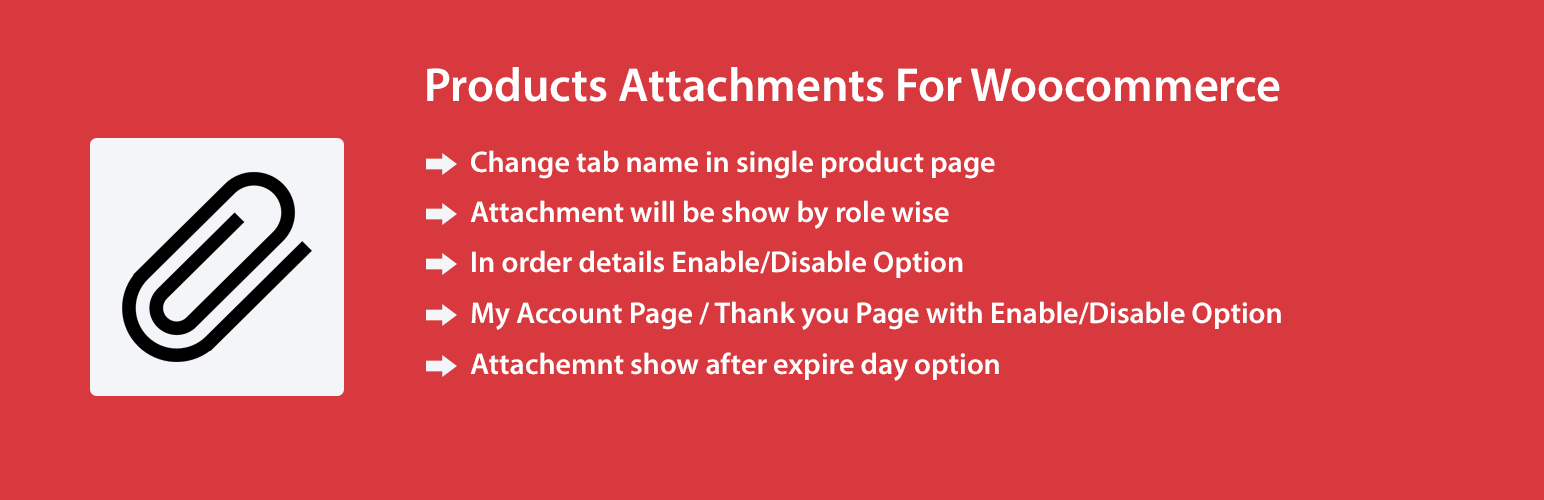 Products Attachments For Woocommerce
Change tab name in single product page
Attachment will be show by role wise
In order details Enable/Disable Option
My Account Page / Thank you Page with Enable/Disable Option
Attachemnt show after expire day option